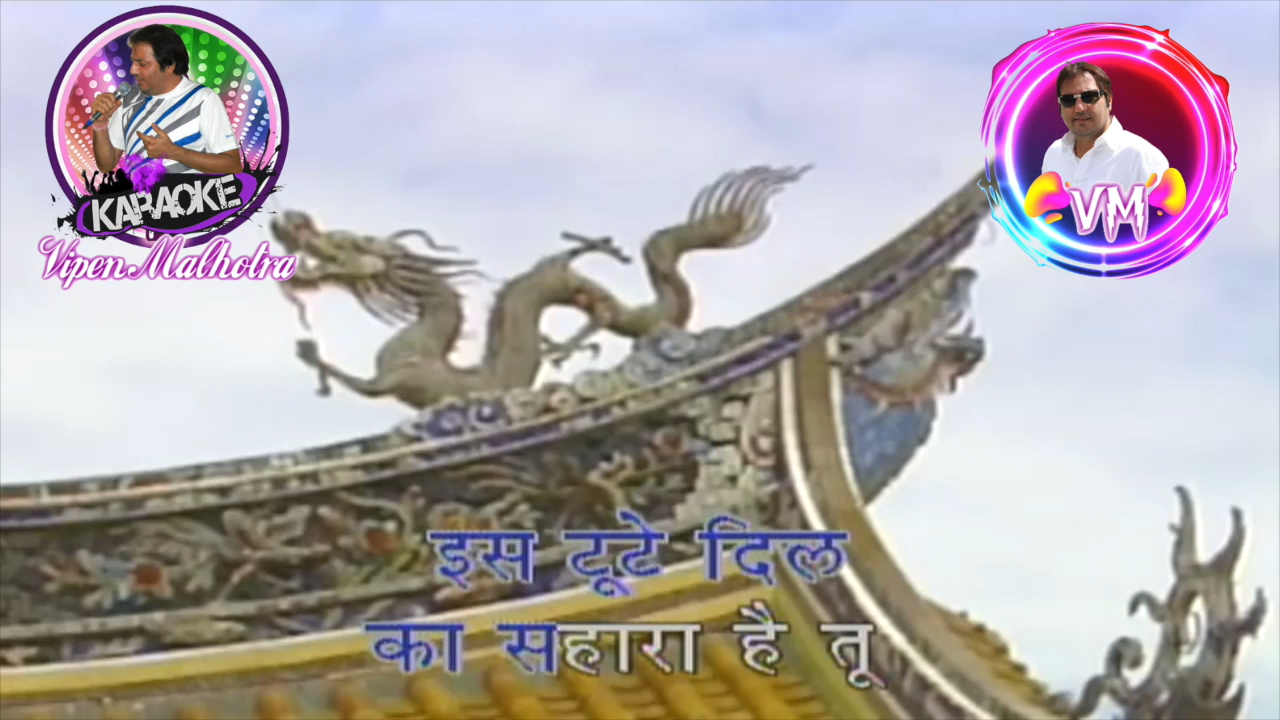 KARAOKE
Vipen Malhotra
VM
इस टूटे दिल
का सहारा है तू